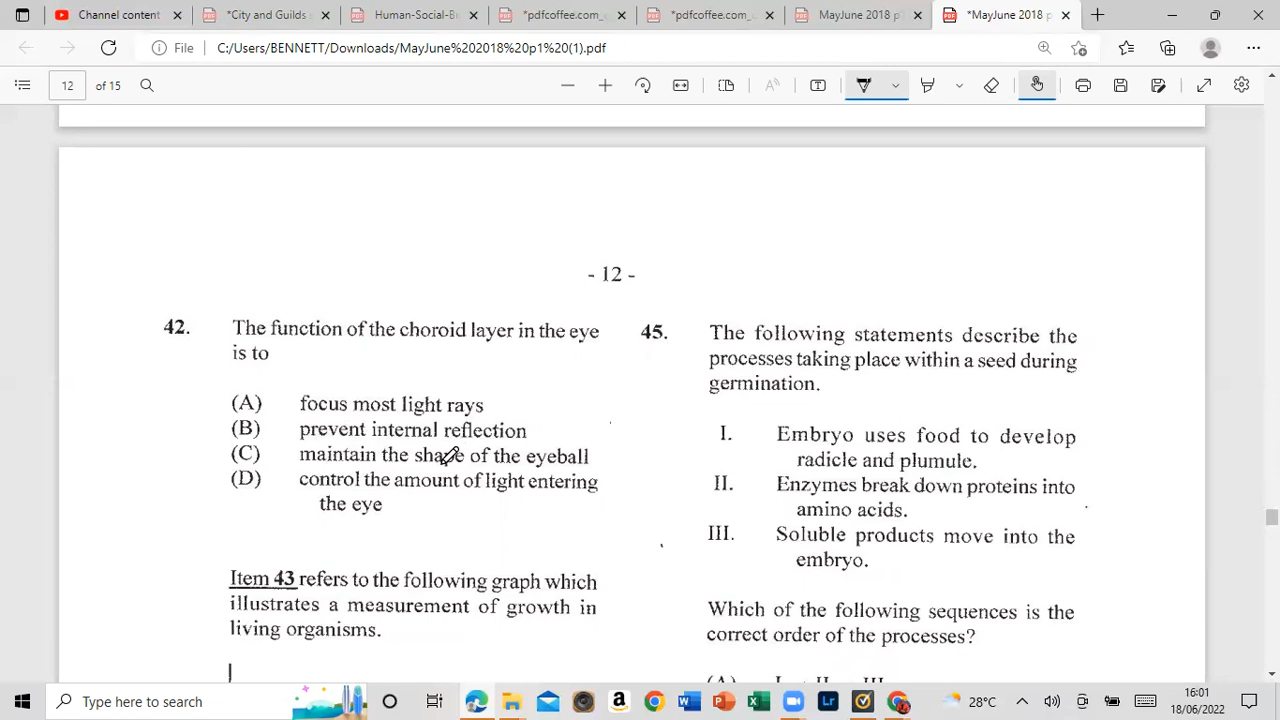 Channel content
*City and Guilds
Human-Social-Bi
*pdfcoffee.com_
*pdfcoffee.com_
MayJune 2018 p
*MayJune 2018 p
File
C:/Users/BENNETT/Downloads/MayJune%202018%20p1%20(1).pdf
12 of 15
- 12 -
42. The function of the choroid layer in the eye
is to
(A) focus most light rays
(B) prevent internal reflection
(C) maintain the shape of the eyeball
(D) control the amount of light entering
the eye
Item 43 refers to the following graph which
illustrates a measurement of growth in
living organisms.
45. The following statements describe the
processes taking place within a seed during
germination.
I. Embryo uses food to develop
radicle and plumule.
II. Enzymes break down proteins into
amino acids.
III. Soluble products move into the
embryo.
Which of the following sequences is the
correct order of the processes?
Type here to search
28°C
16:01
18/06/2022